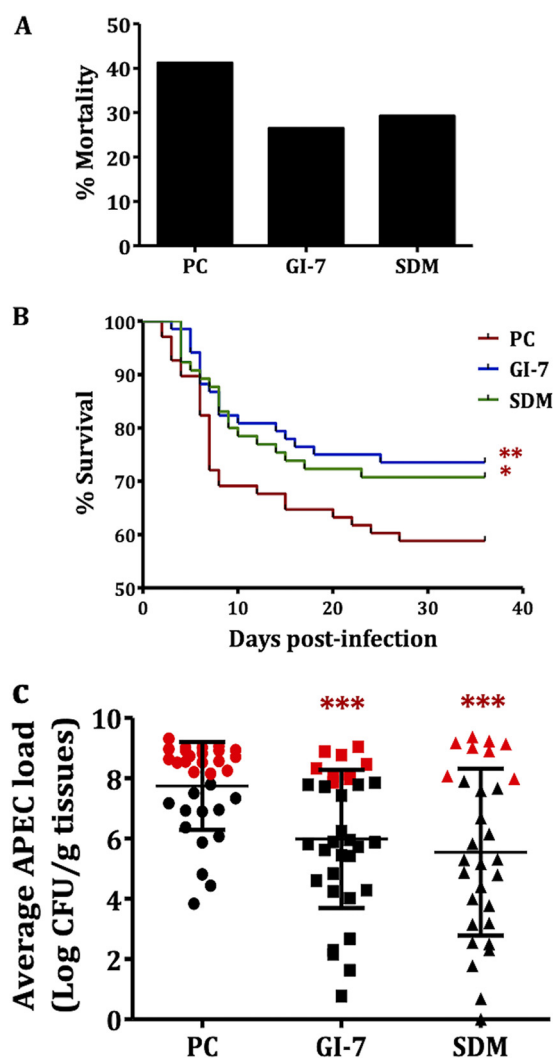 A
50
40
30
20
10
0
% Mortality
PC GI-7 SDM
B
100
90
80
70
60
50
% Survival
PC
GI-7
SDM
**
*
0 10 20 30 40
Days post-infection
C
*** ***
10
8
6
4
2
0
Average APEC load
(Log CFU/g tissues)
PC GI-7 SDM